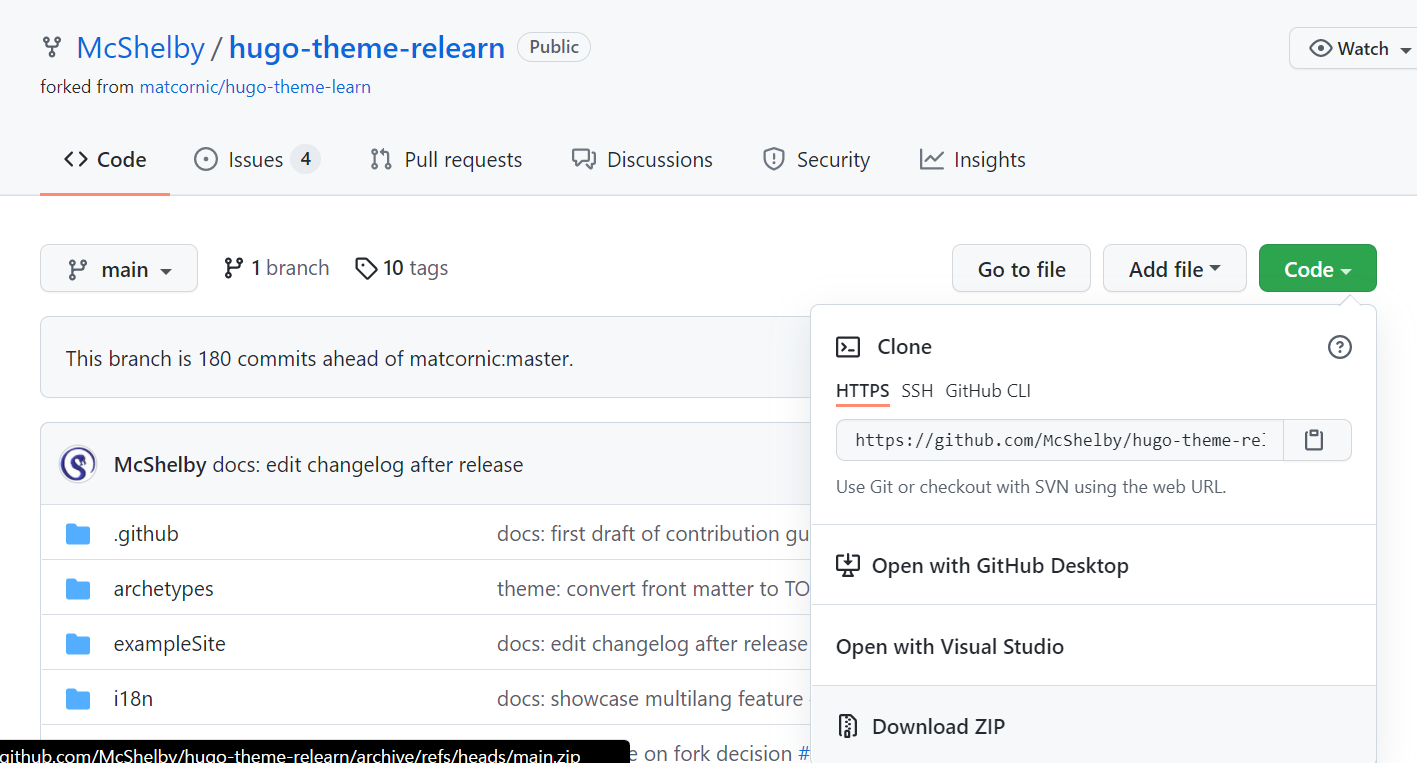 McShelby / hugo-theme-relearn Public
Watch
forked from matcornic/hugo-theme-learn
Code Issues 4 Pull requests Discussions Security Insights
main 1 branch 10 tags Go to file Add file Code
This branch is 180 commits ahead of matcornic:master.
McShelby docs: edit changelog after release
.github docs: first draft of contribution gu
archetypes theme: convert front matter to TO
exampleSite docs: edit changelog after release
i18n docs: showcase multilang feature
e on fork decision #
Clone
HTTPS SSH GitHub CLI
https://github.com/McShelby/hugo-theme-rel
Use Git or checkout with SVN using the web URL.
Open with GitHub Desktop
Open with Visual Studio
Download ZIP
github.com/McShelby/hugo-theme-relearn/archive/refs/heads/main.zip